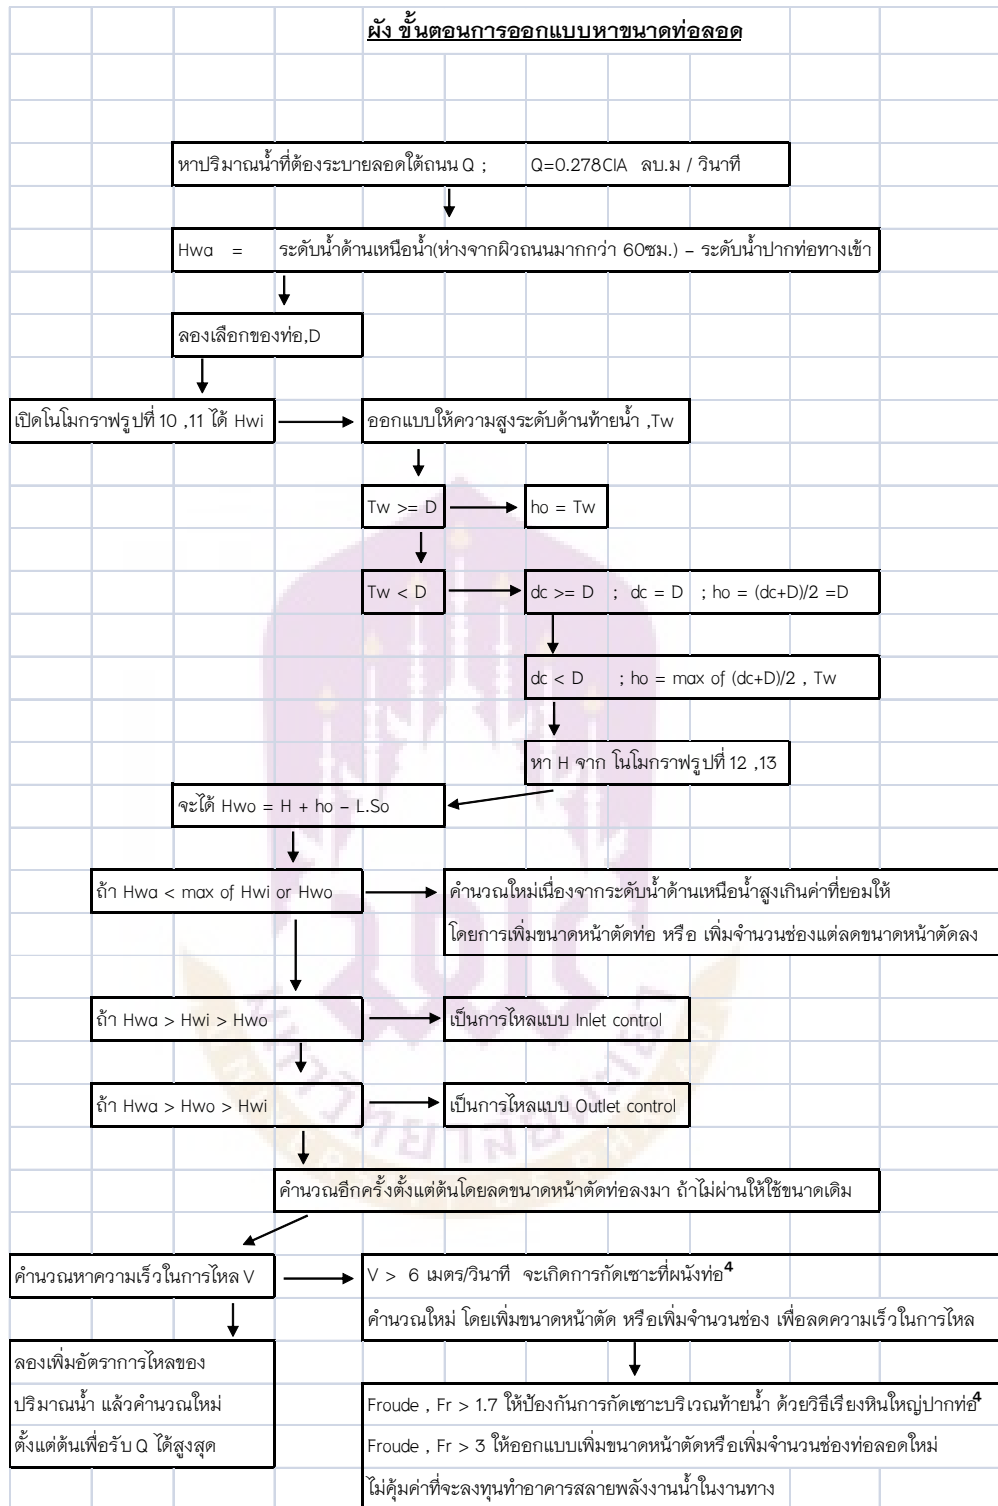 ผัง ขั้นตอนการออกแบบหาขนาดท่อลอด
หาปริมาณน้ำที่ต้องระบายลอดใต้ถนน Q ; Q=0.278CIA ลบ.ม / วินาที
Hwa = ระดับน้ำด้านเหนือน้ำ(ห่างจากผิวถนนมากกว่า 60ซม.) – ระดับน้ำปากท่อทางเข้า
ลองเลือกของท่อ,D
เปิดโนโมกราฟรูปที่ 10 ,11 ได้ Hwi
ออกแบบให้ความสูงระดับด้านท้ายน้ำ ,Tw
Tw >= D
ho = Tw
Tw < D
dc >= D ; dc = D ; ho = (dc+D)/2 =D
dc < D ; ho = max of (dc+D)/2 , Tw
หา H จาก โนโมกราฟรูปที่ 12 ,13
จะได้ Hwo = H + ho – L.So
ถ้า Hwa < max of Hwi or Hwo
คำนวณใหม่เนื่องจากระดับน้ำด้านเหนือน้ำสูงเกินค่าที่ยอมให้
โดยการเพิ่มขนาดหน้าตัดท่อ หรือ เพิ่มจำนวนช่องแต่ลดขนาดหน้าตัดลง
ถ้า Hwa > Hwi > Hwo
เป็นการไหลแบบ Inlet control
ถ้า Hwa > Hwo > Hwi
เป็นการไหลแบบ Outlet control
คำนวณอีกครั้งตั้งแต่ต้นโดยลดขนาดหน้าตัดท่อลงมา ถ้าไม่ผ่านให้ใช้ขนาดเดิม
คำนวณหาความเร็วในการไหล V
V > 6 เมตร/วินาที จะเกิดการกัดเซาะที่ผนังท่อ4
คำนวณใหม่ โดยเพิ่มขนาดหน้าตัด หรือเพิ่มจำนวนช่อง เพื่อลดความเร็วในการไหล
ลองเพิ่มอัตราการไหลของ
ปริมาณน้ำ แล้วคำนวณใหม่
ตั้งแต่ต้นเพื่อรับ Q ได้สูงสุด
Froude , Fr > 1.7 ให้ป้องกันการกัดเซาะบริเวณท้ายน้ำ ด้วยวิธีเรียงหินใหญ่ปากท่อ4
Froude , Fr > 3 ให้ออกแบบเพิ่มขนาดหน้าตัดหรือเพิ่มจำนวนช่องท่อลอดใหม่
ไม่คุ้มค่าที่จะลงทุนทำอาคารสลายพลังงานน้ำในงานทาง